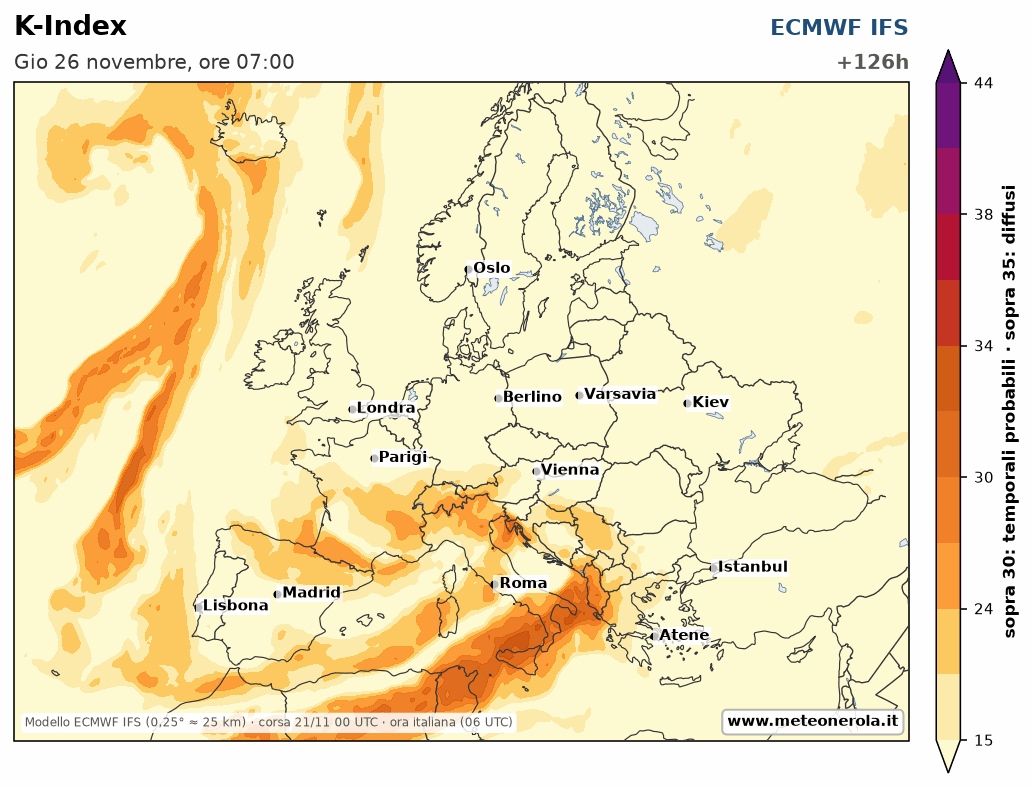 K-Index
ECMWF IFS
Gio 26 novembre, ore 07:00
+126h
44
38
34
30
24
15
sopra 30: temporali probabili · sopra 35: diffusi
Oslo
Londra
Berlino
Varsavia
Kiev
Parigi
Vienna
Istanbul
Roma
Madrid
Lisbona
Atene
Modello ECMWF IFS (0,25° ≈ 25 km) · corsa 21/11 00 UTC · ora italiana (06 UTC)
www.meteonerola.it